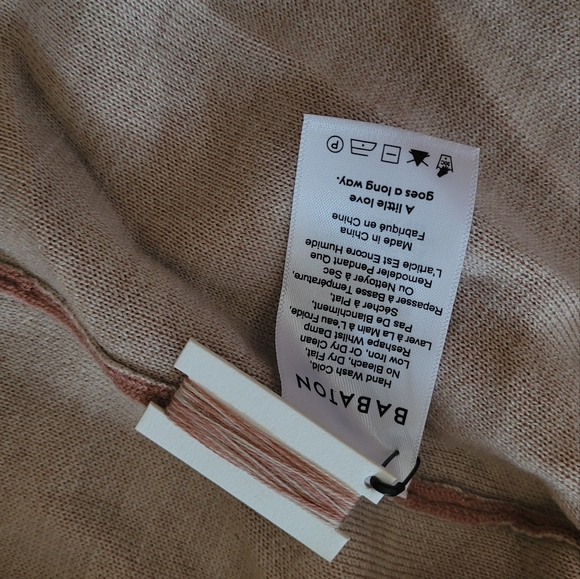 BABATON
Hand Wash Cold,
No Bleach, Dry Flat,
Low Iron, Or Dry Clean
Reshape Whilst Damp
Laver à La Main à L'eau Froide,
Pas De Blanchiment,
Sécher à Plat,
Repasser à Basse Température,
Ou Nettoyer à Sec
Remodeler Pendant Que
L'article Est Encore Humide
Made in China
Fabriqué en Chine
A little love
goes a long way.
P